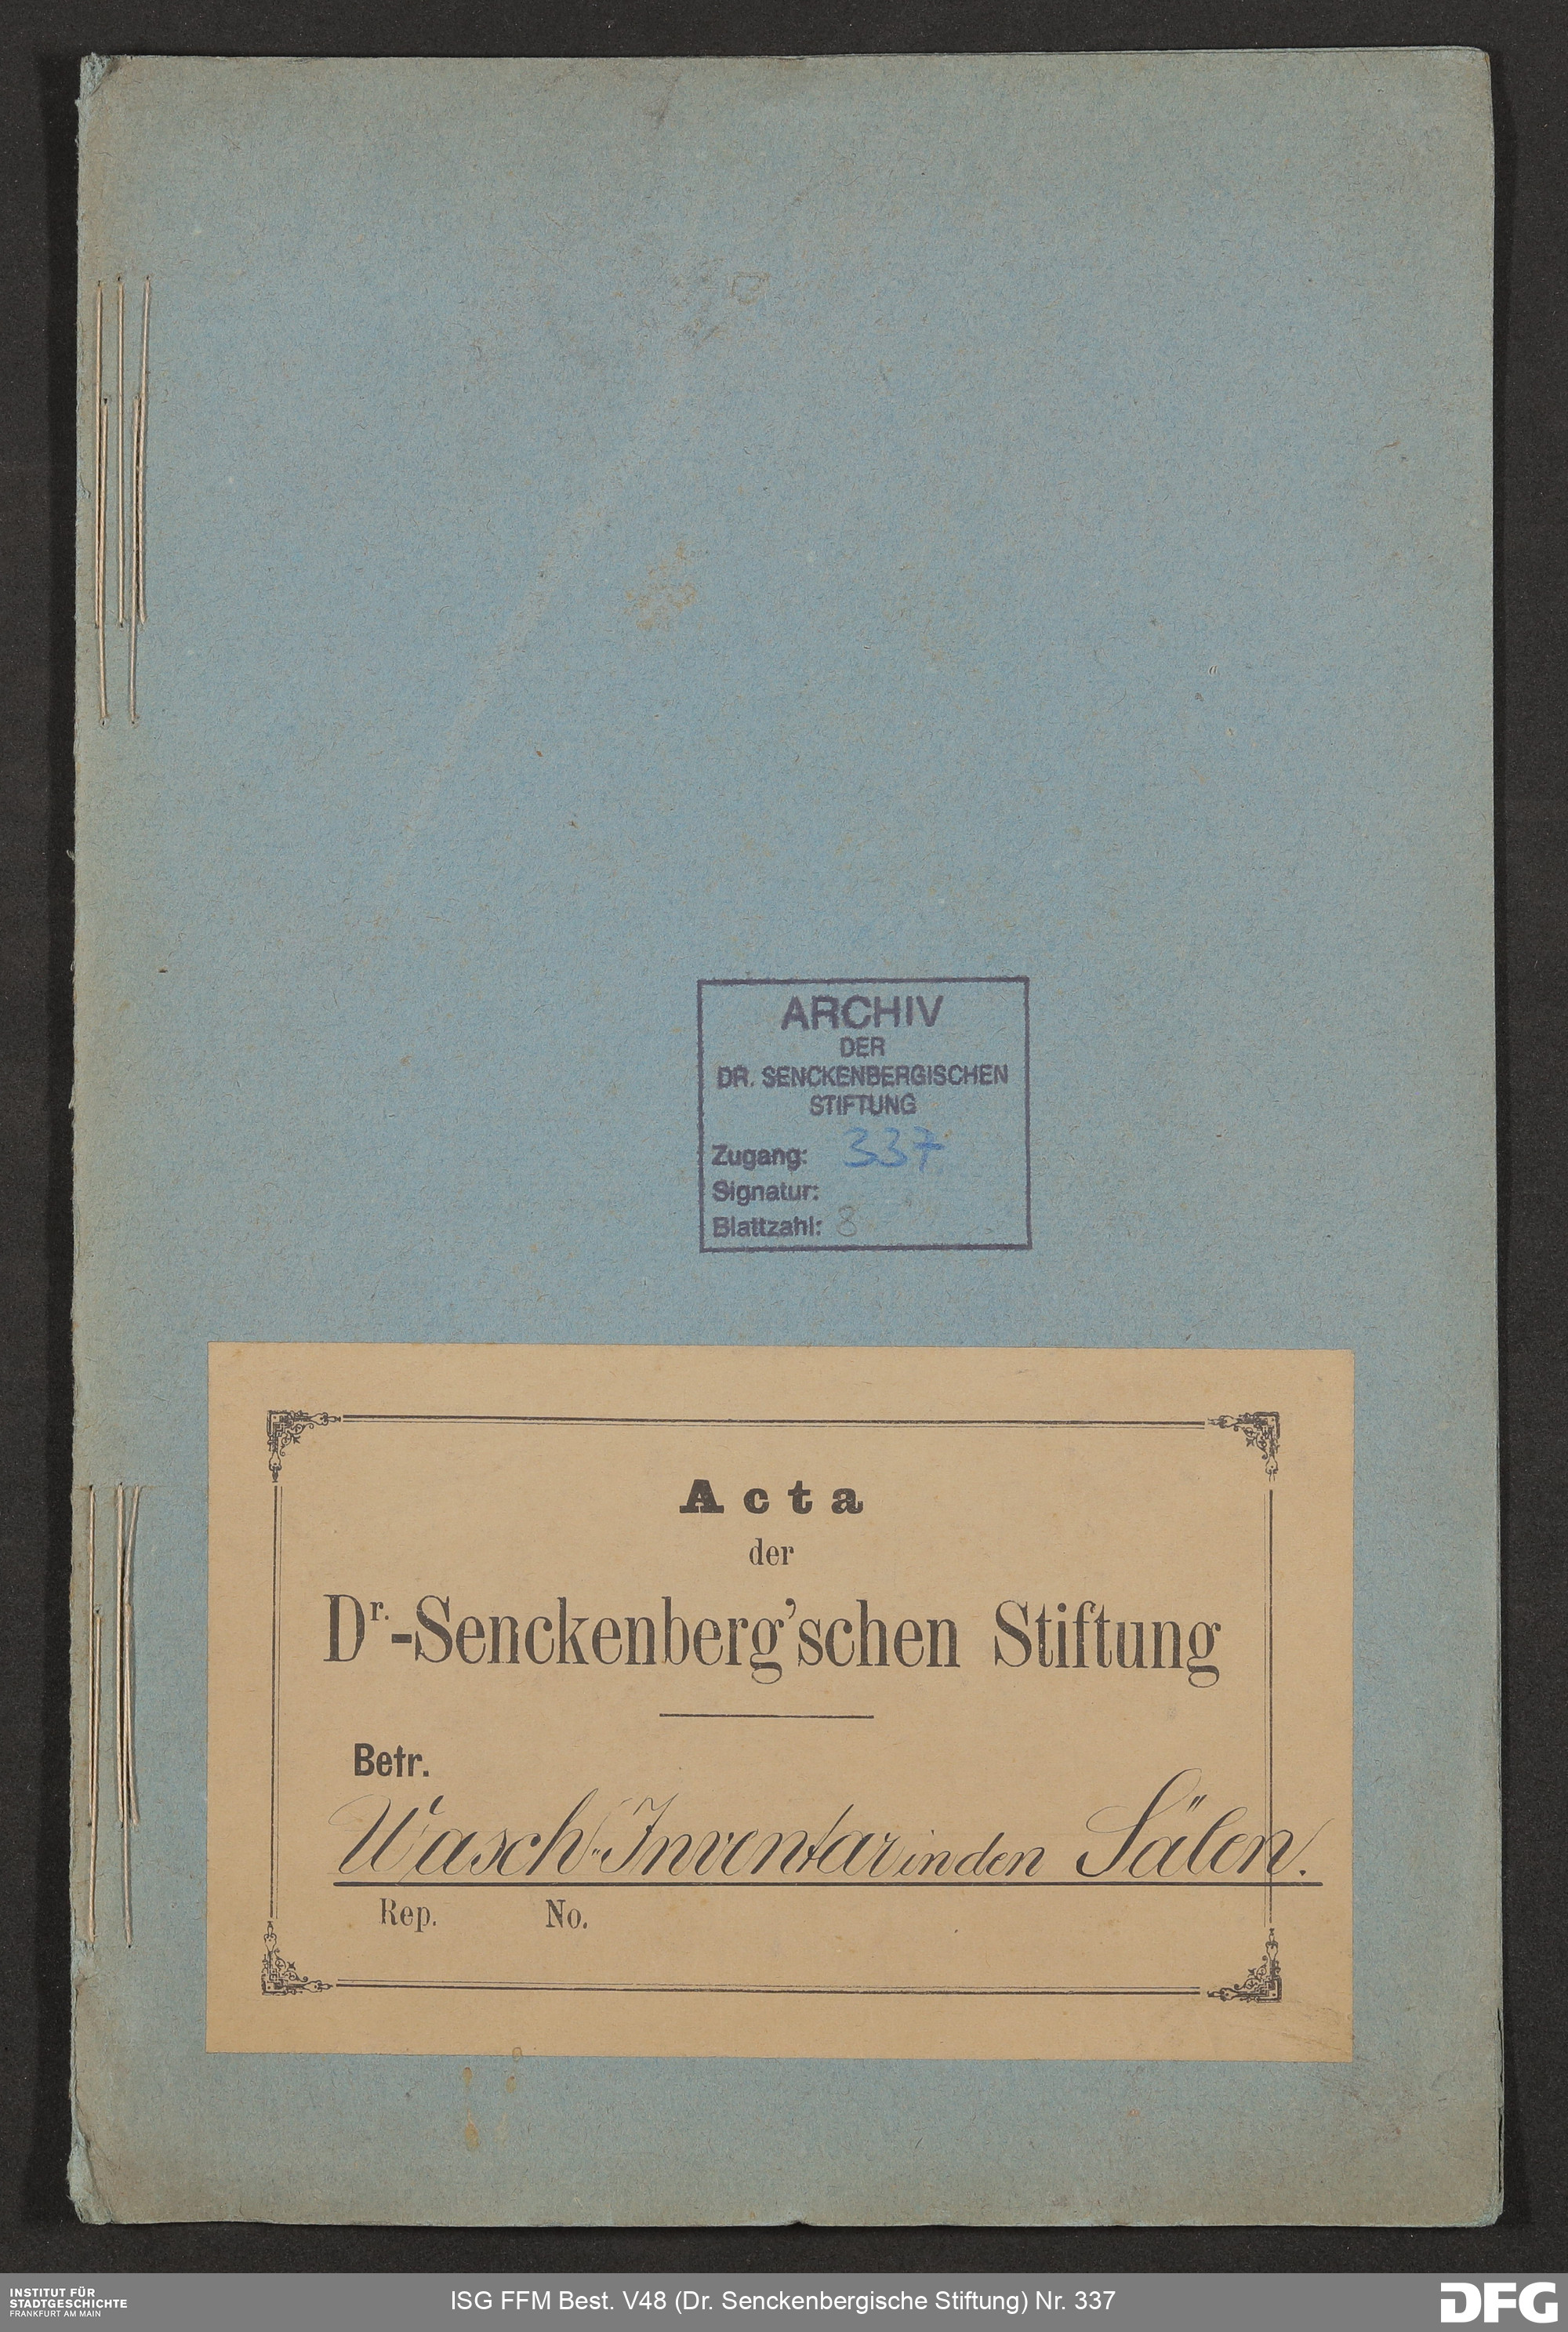 ARCHIV
DER
DR. SENCKENBERGISCHEN
STIFTUNG
Zugang: 337
Signatur:
Blattzahl: 8
Acta
der
Dr.-Senckenberg'schen Stiftung
Betr.
Wasch-Inventar in den Sälen.
Rep. No.
INSTITUT FÜR
STADTGESCHICHTE
FRANKFURT AM MAIN
ISG FFM Best. V48 (Dr. Senckenbergische Stiftung) Nr. 337
DFG